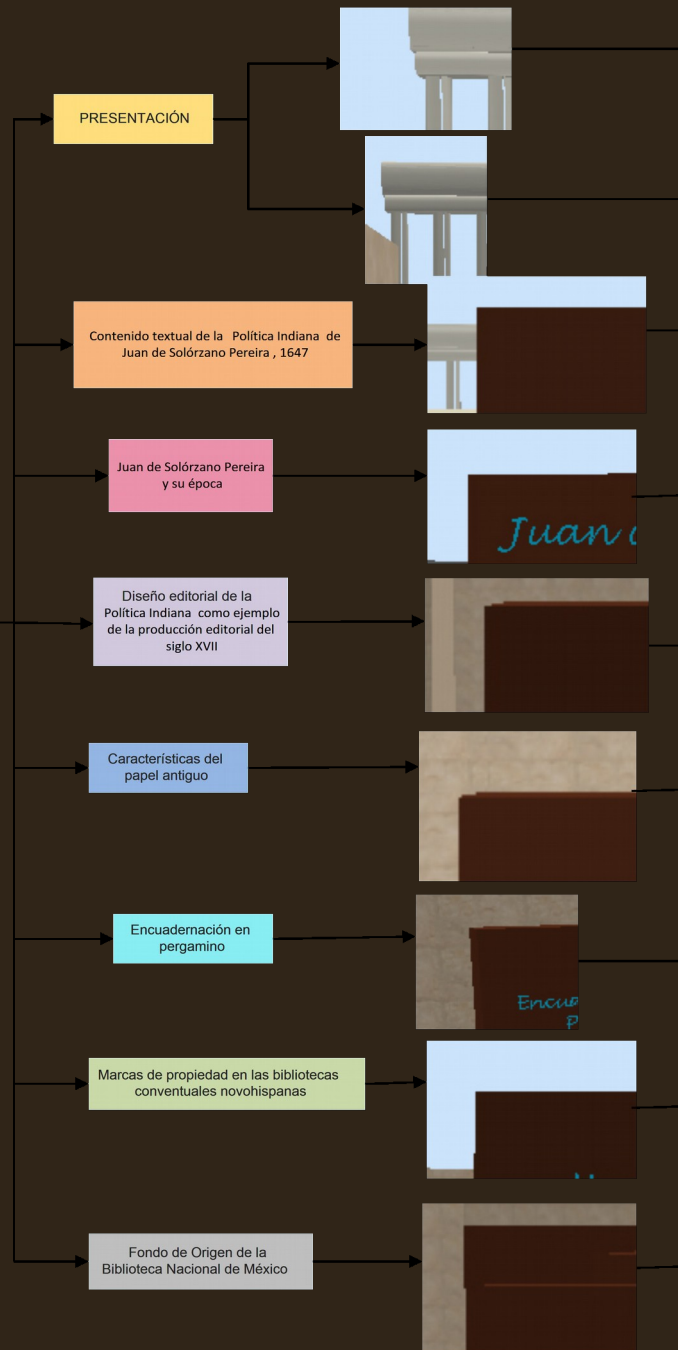 PRESENTACIÓN
Contenido textual de la Política Indiana de
Juan de Solórzano Pereira , 1647
Juan de Solórzano Pereira
y su época
Juan
Diseño editorial de la
Política Indiana como ejemplo
de la producción editorial del
siglo XVII
Características del
papel antiguo
Encuadernación en
pergamino
Encua
P
Marcas de propiedad en las bibliotecas
conventuales novohispanas
Fondo de Origen de la
Biblioteca Nacional de México